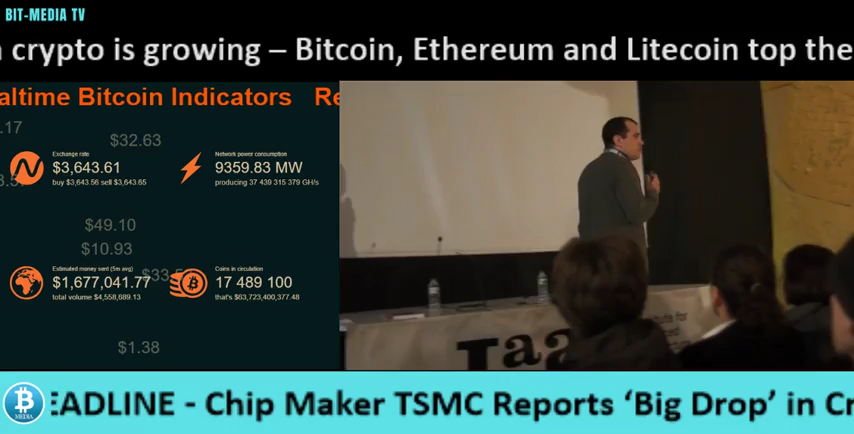 BIT-MEDIA TV
crypto is growing – Bitcoin, Ethereum and Litecoin top the
altime Bitcoin Indicators Re
.17
$32.63
Exchange rate
$3,643.61
buy $3,643.56 sell $3,643.65
Network power consumption
9359.83 MW
producing 37 439 315 379 GH/s
$49.10
$10.93
Estimated money sent (5m avg)
$1,677,041.77
total volume $4,558,689.13
Coins in circulation
17 489 100
that's $63,723,400,377.48
$1.38
Iaa
MEDIA
EADLINE - Chip Maker TSMC Reports ‘Big Drop’ in Cr